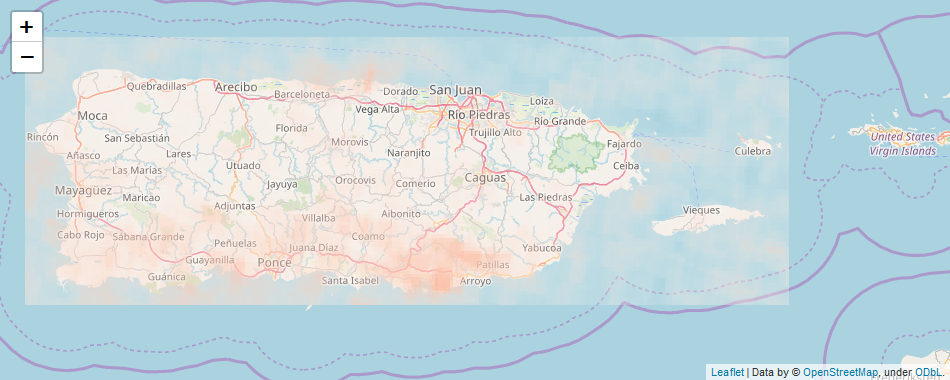 +
−
Quebradillas
Arecibo
Barceloneta
Dorado
San Juan
Loíza
Moca
Vega Alta
Río Piedras
Río Grande
Rincón
San Sebastián
Florida
Morovis
Trujillo Alto
Fajardo
United States
Virgin Islands
Añasco
Lares
Naranjito
Culebra
Las Marías
Utuado
Ceiba
Mayagüez
Jayuya
Orocovis
Comerío
Caguas
Maricao
Las Piedras
Hormigueros
Adjuntas
Villalba
Aibonito
Vieques
Cabo Rojo
Sábana Grande
Peñuelas
Juana Díaz
Coamo
Yabucoa
Guayanilla
Ponce
Patillas
Guánica
Santa Isabel
Arroyo
Leaflet | Data by © OpenStreetMap, under ODbL.